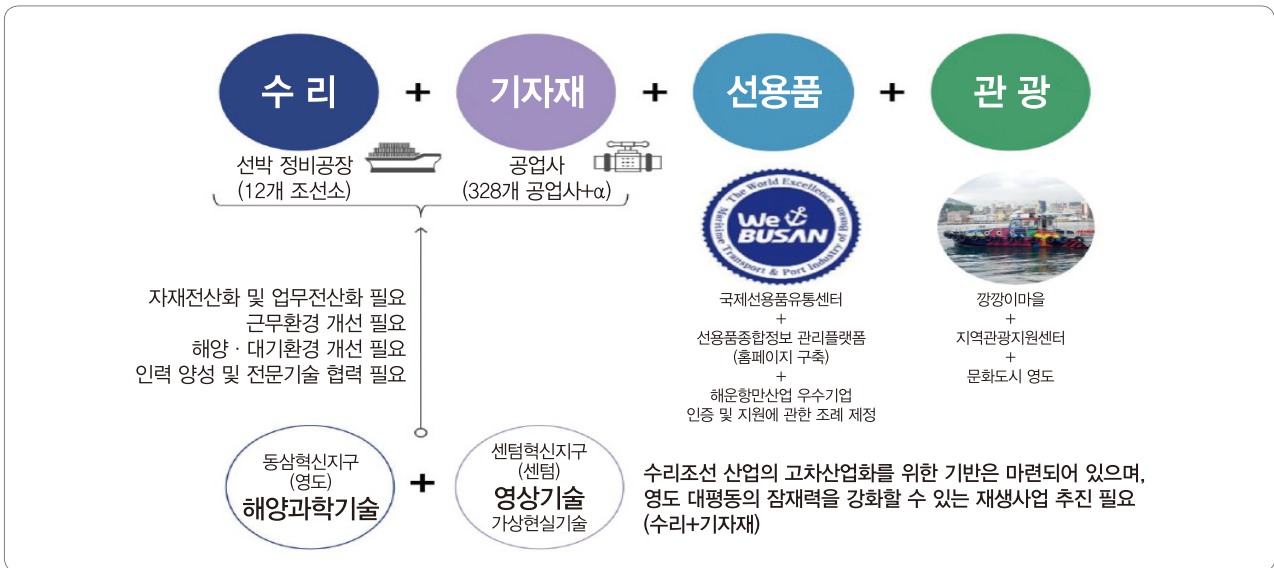 수 리
+
기자재
+
선용품
+
관 광
선박 정비공장
(12개 조선소)
공업사
(328개 공업사+α)
The World Excellence
We
BUSAN
Maritime Transport & Port Industry of Busan
자재전산화 및 업무전산화 필요
근무환경 개선 필요
해양 · 대기환경 개선 필요
인력 양성 및 전문기술 협력 필요
국제선용품유통센터
+
선용품종합정보 관리플랫폼
(홈페이지 구축)
+
해운항만산업 우수기업
인증 및 지원에 관한 조례 제정
깡깡이마을
+
지역관광지원센터
+
문화도시 영도
동삼혁신지구
(영도)
해양과학기술
+
센텀혁신지구
(센텀)
영상기술
가상현실기술
수리조선 산업의 고차산업화를 위한 기반은 마련되어 있으며,
영도 대평동의 잠재력을 강화할 수 있는 재생사업 추진 필요
(수리+기자재)